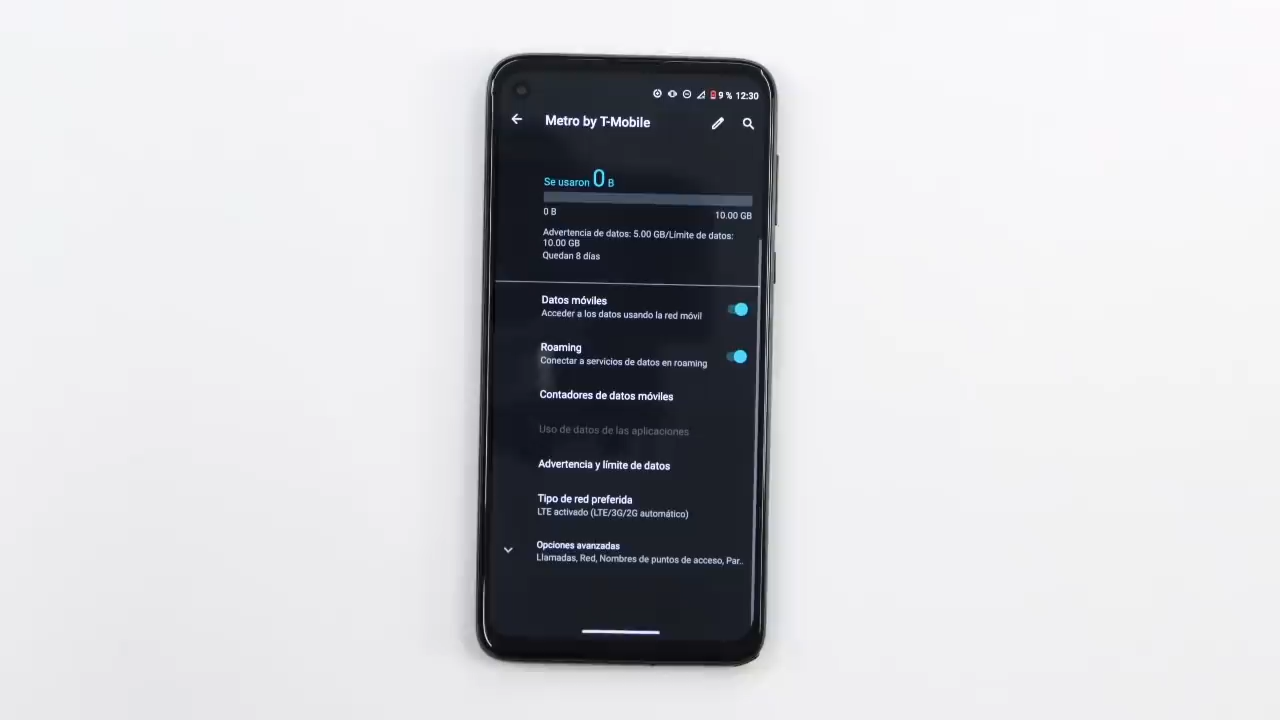 9 % 12:30
Metro by T-Mobile
Se usaron 0 B
0 B 10.00 GB
Advertencia de datos: 5.00 GB/Límite de datos:
10.00 GB
Quedan 8 días
Datos móviles
Acceder a los datos usando la red móvil
Roaming
Conectar a servicios de datos en roaming
Contadores de datos móviles
Uso de datos de las aplicaciones
Advertencia y límite de datos
Tipo de red preferida
LTE activado (LTE/3G/2G automático)
Opciones avanzadas
Llamadas, Red, Nombres de puntos de acceso, Par..